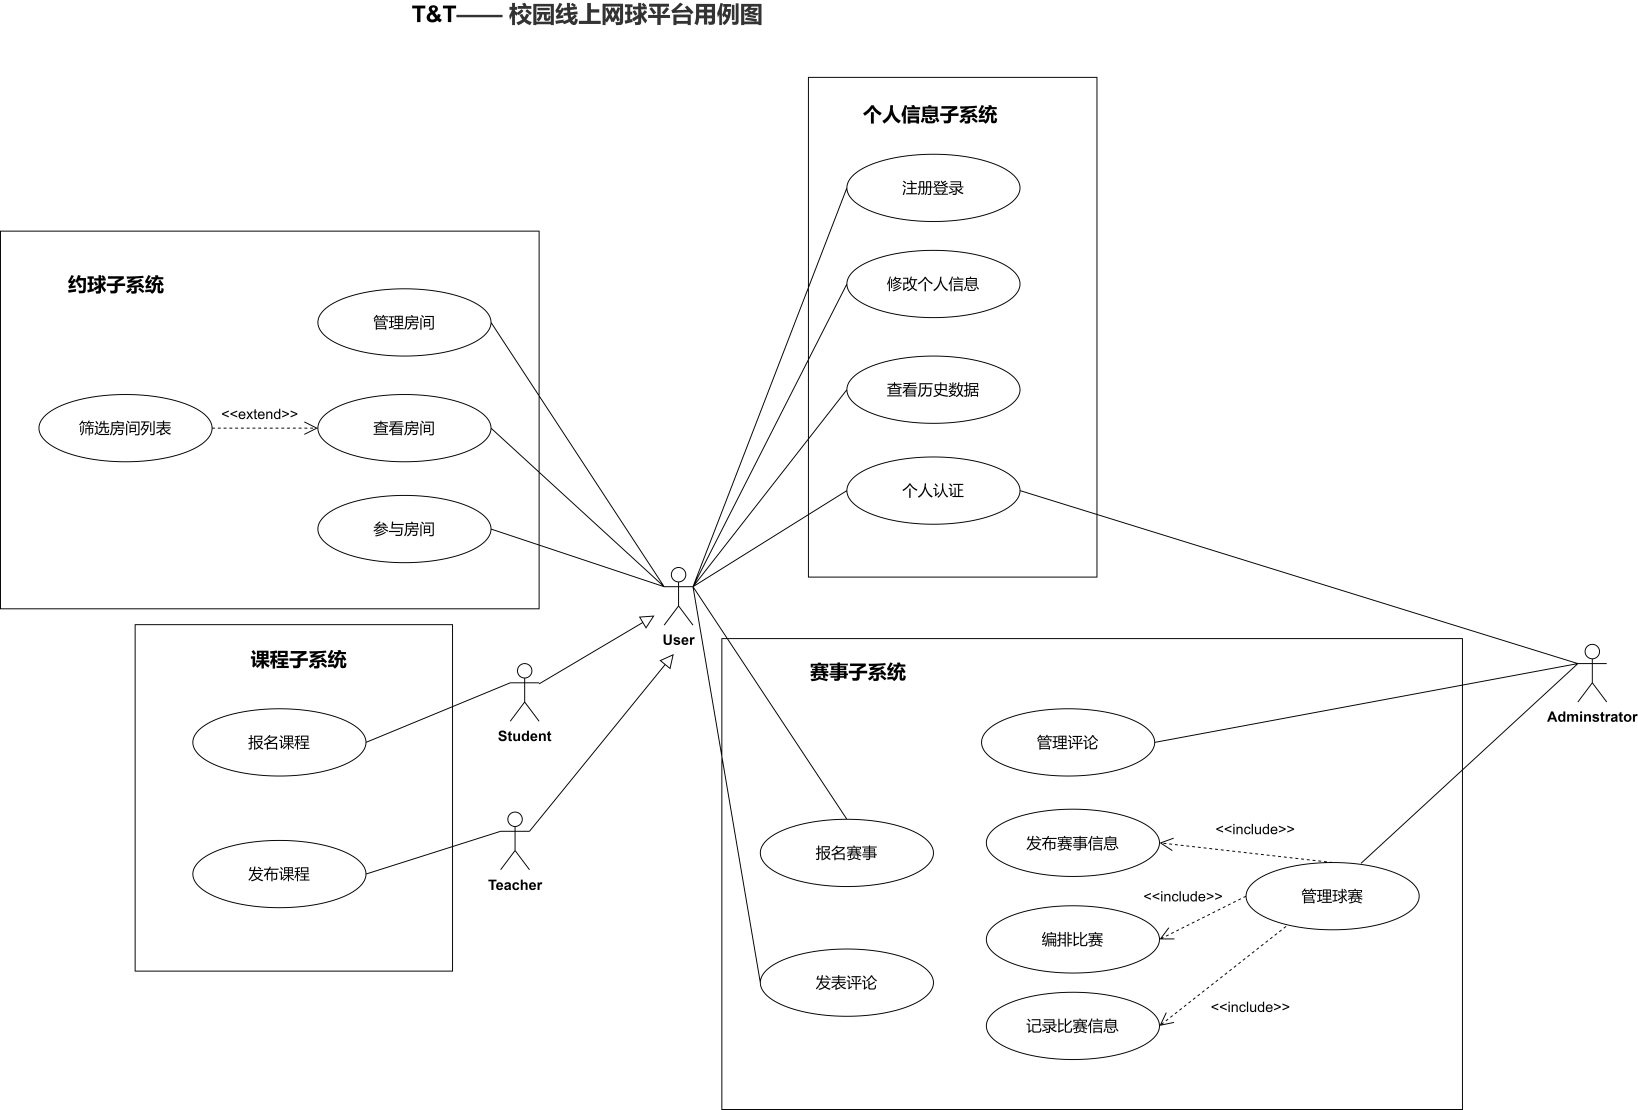 T&T—— 校园线上网球平台用例图
个人信息子系统
注册登录
修改个人信息
查看历史数据
个人认证
约球子系统
管理房间
筛选房间列表
<<extend>>
查看房间
参与房间
User
课程子系统
报名课程
发布课程
Student
Teacher
赛事子系统
管理评论
报名赛事
发表评论
发布赛事信息
<<include>>
编排比赛
<<include>>
管理球赛
记录比赛信息
<<include>>
Adminstrator